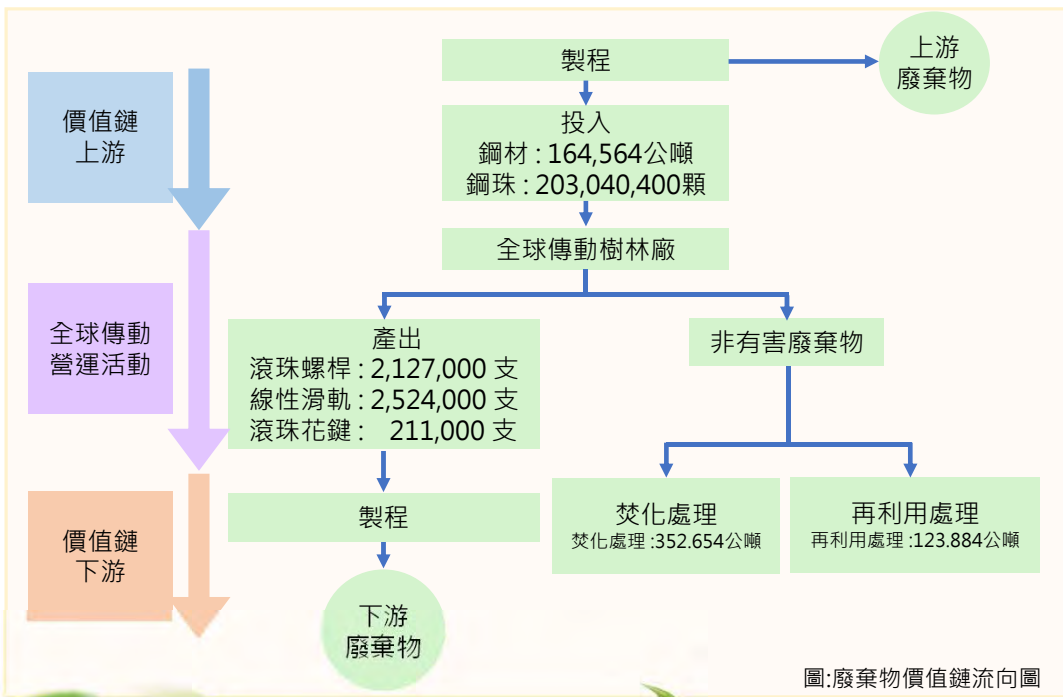 製程
上游
廢棄物
價值鏈
上游
投入
鋼材 : 164,564公噸
鋼珠 : 203,040,400顆
全球傳動樹林廠
全球傳動
營運活動
產出
滾珠螺桿 : 2,127,000 支
線性滑軌 : 2,524,000 支
滾珠花鍵 : 211,000 支
非有害廢棄物
價值鏈
下游
製程
焚化處理
焚化處理 :352.654公噸
再利用處理
再利用處理 :123.884公噸
下游
廢棄物
圖:廢棄物價值鏈流向圖